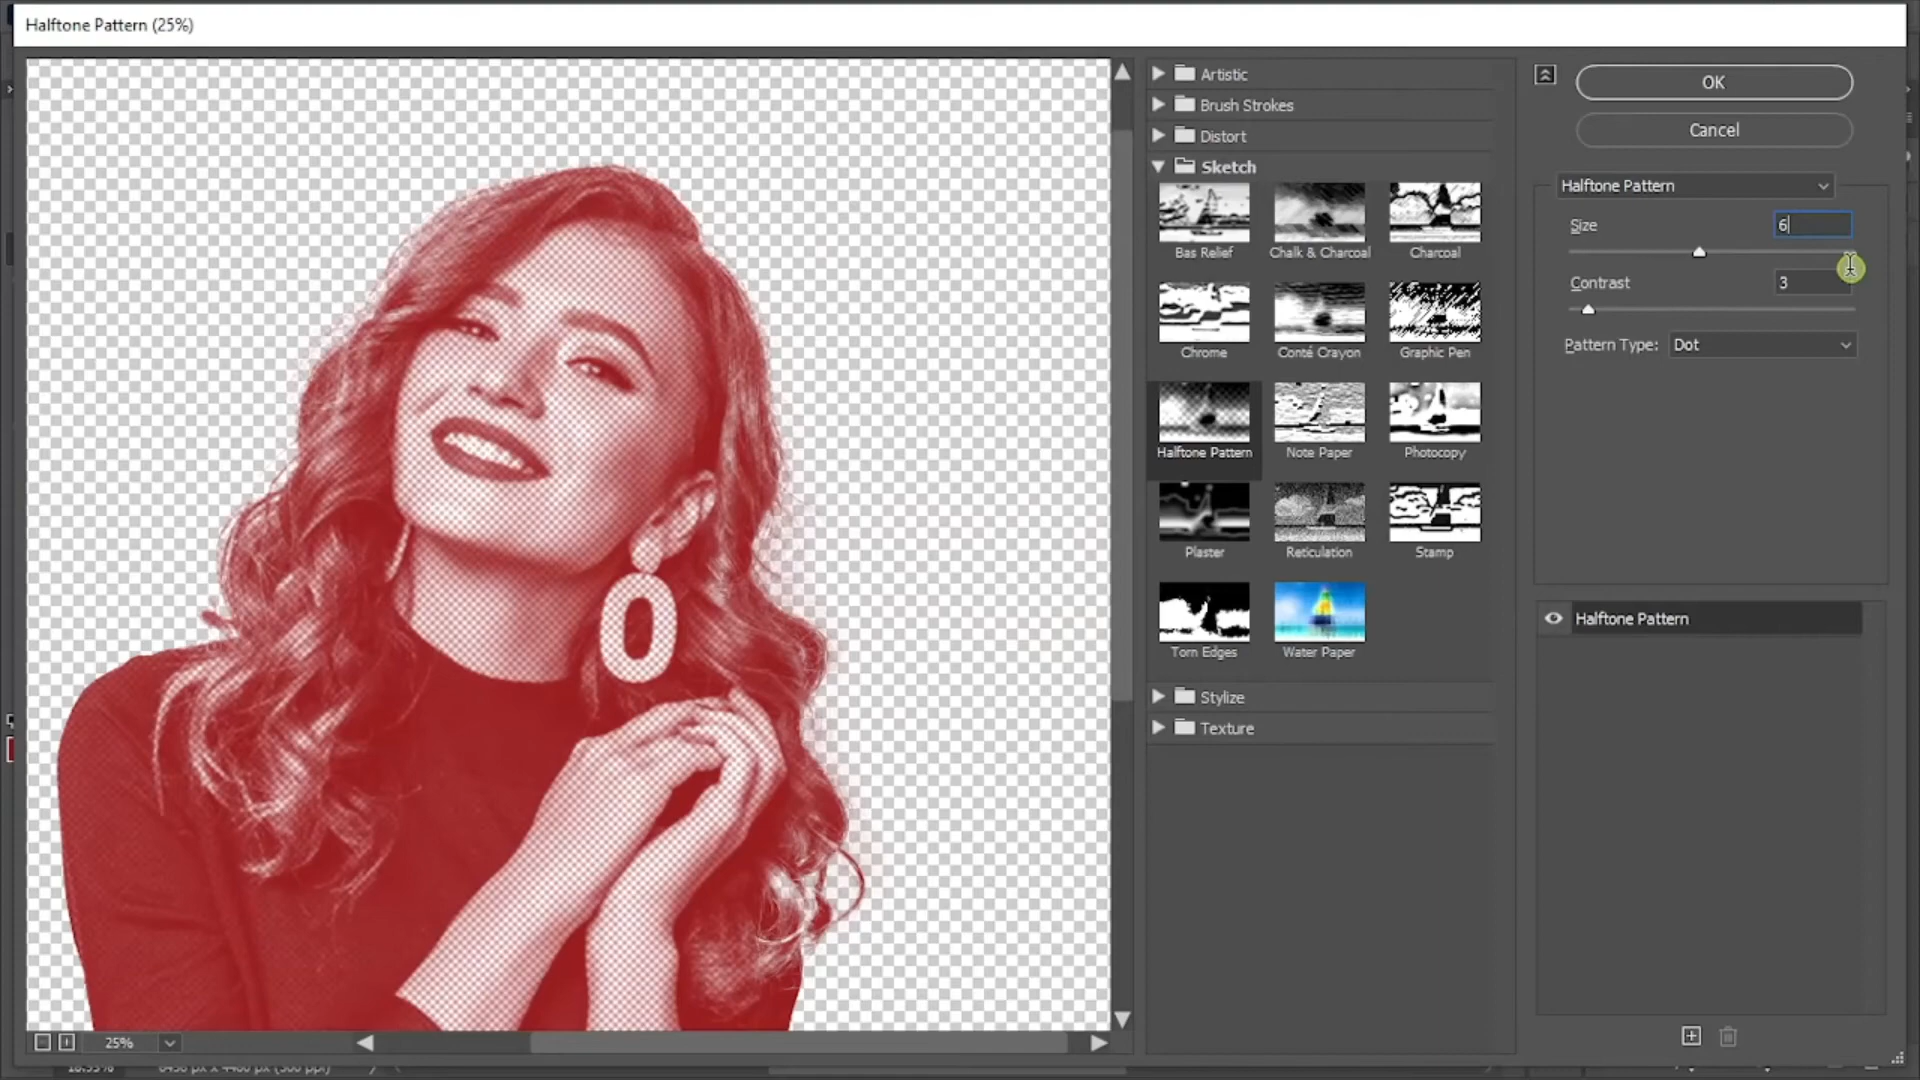 Halftone Pattern (25%)
Artistic
Brush Strokes
Distort
Sketch
Bas Relief
Chalk & Charcoal
Charcoal
Chrome
Conté Crayon
Graphic Pen
Halftone Pattern
Note Paper
Photocopy
Plaster
Reticulation
Stamp
Torn Edges
Water Paper
Stylize
Texture
OK
Cancel
Halftone Pattern
Size 6
Contrast 3
Pattern Type: Dot
Halftone Pattern
25%